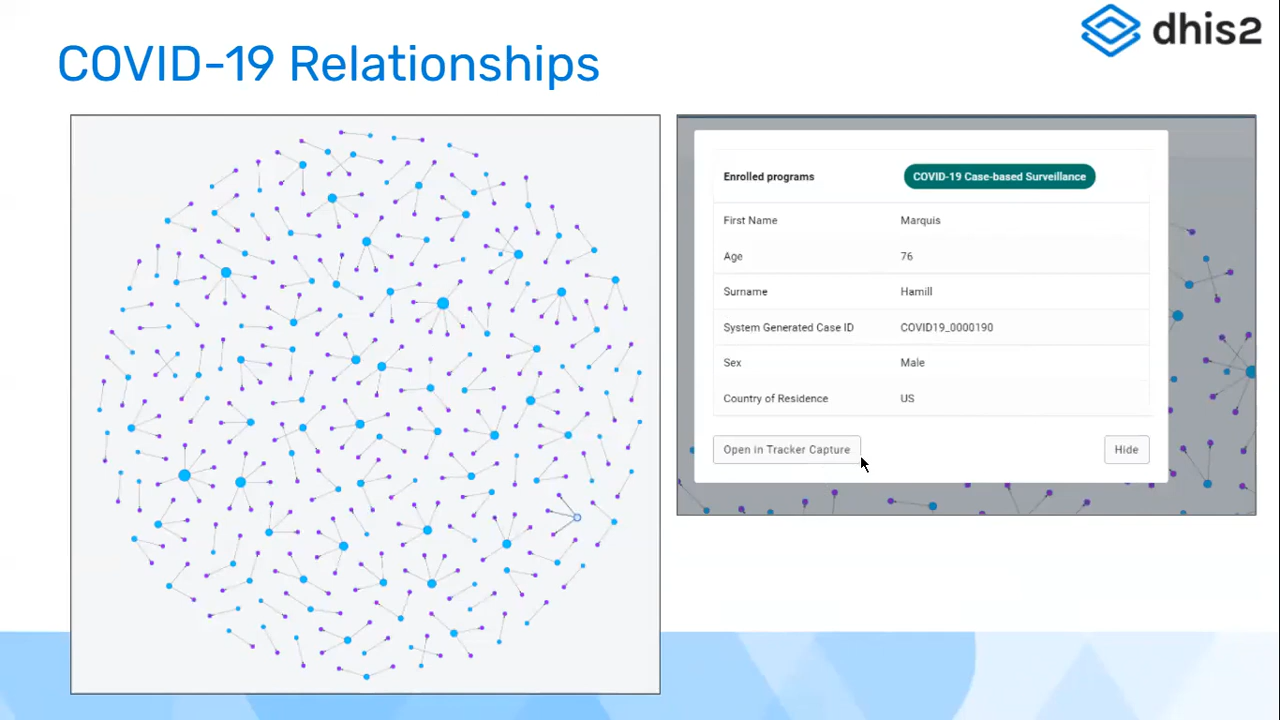 dhis2
COVID-19 Relationships
Enrolled programs COVID-19 Case-based Surveillance
First Name Marquis
Age 76
Surname Hamill
System Generated Case ID COVID19_0000190
Sex Male
Country of Residence US
Open in Tracker Capture Hide